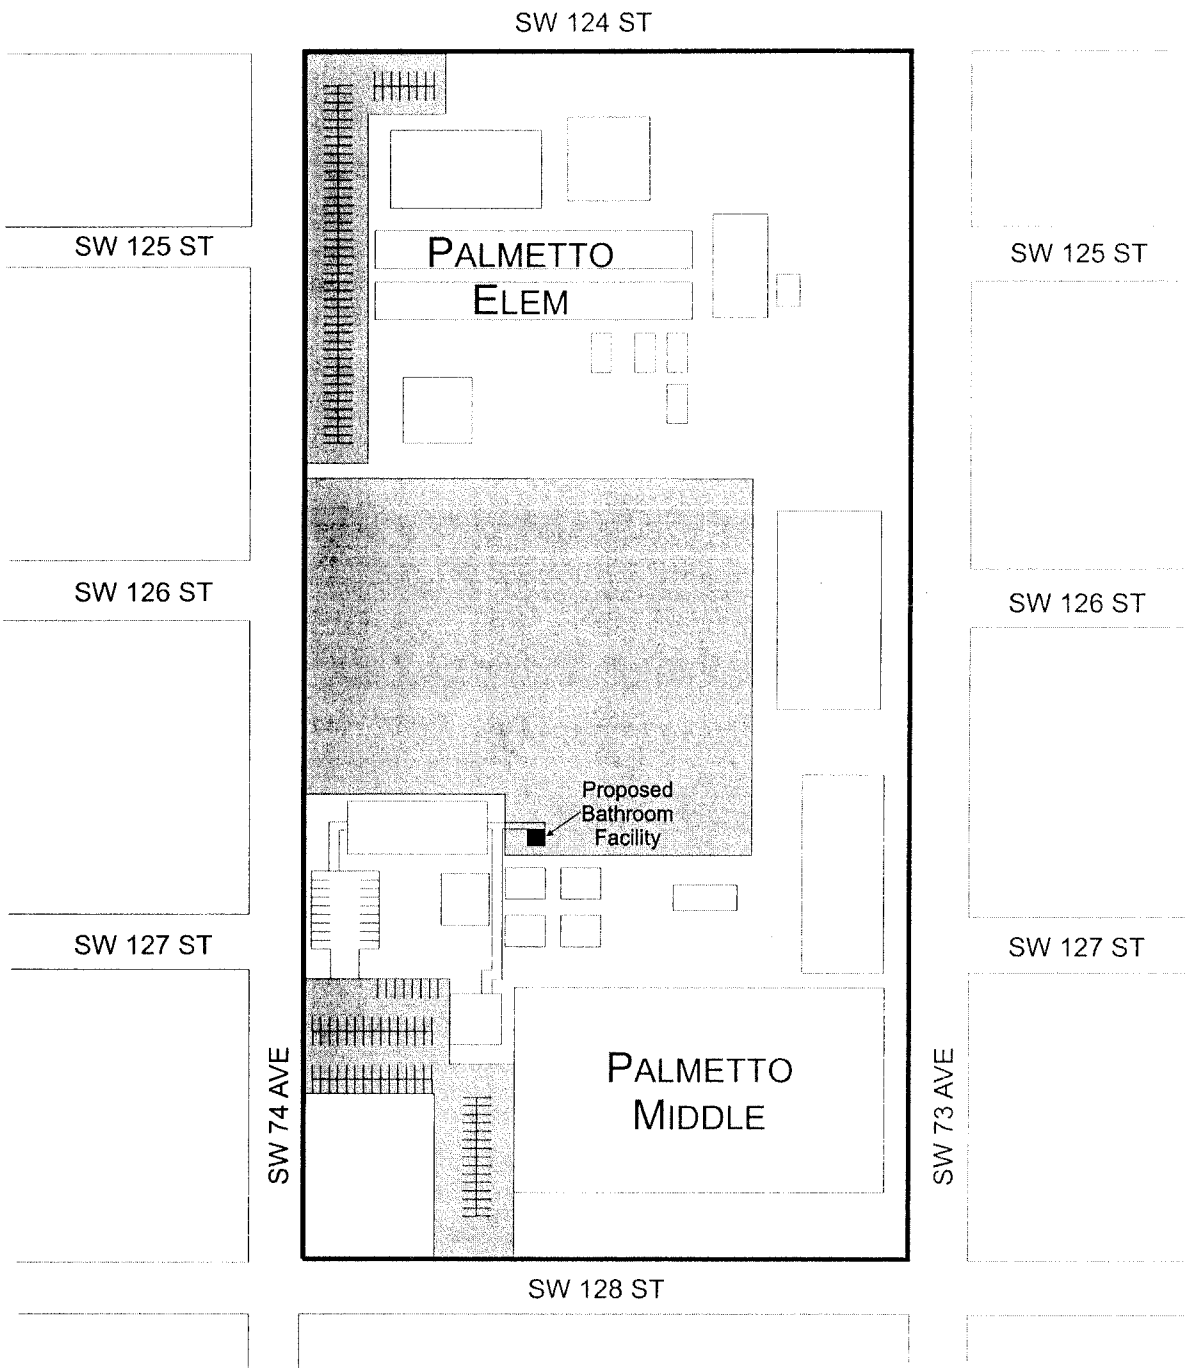 SW 124 ST
SW 125 ST
PALMETTO
ELEM
SW 125 ST
SW 126 ST
SW 126 ST
Proposed
Bathroom
Facility
SW 127 ST
SW 127 ST
SW 74 AVE
PALMETTO
MIDDLE
SW 73 AVE
SW 128 ST